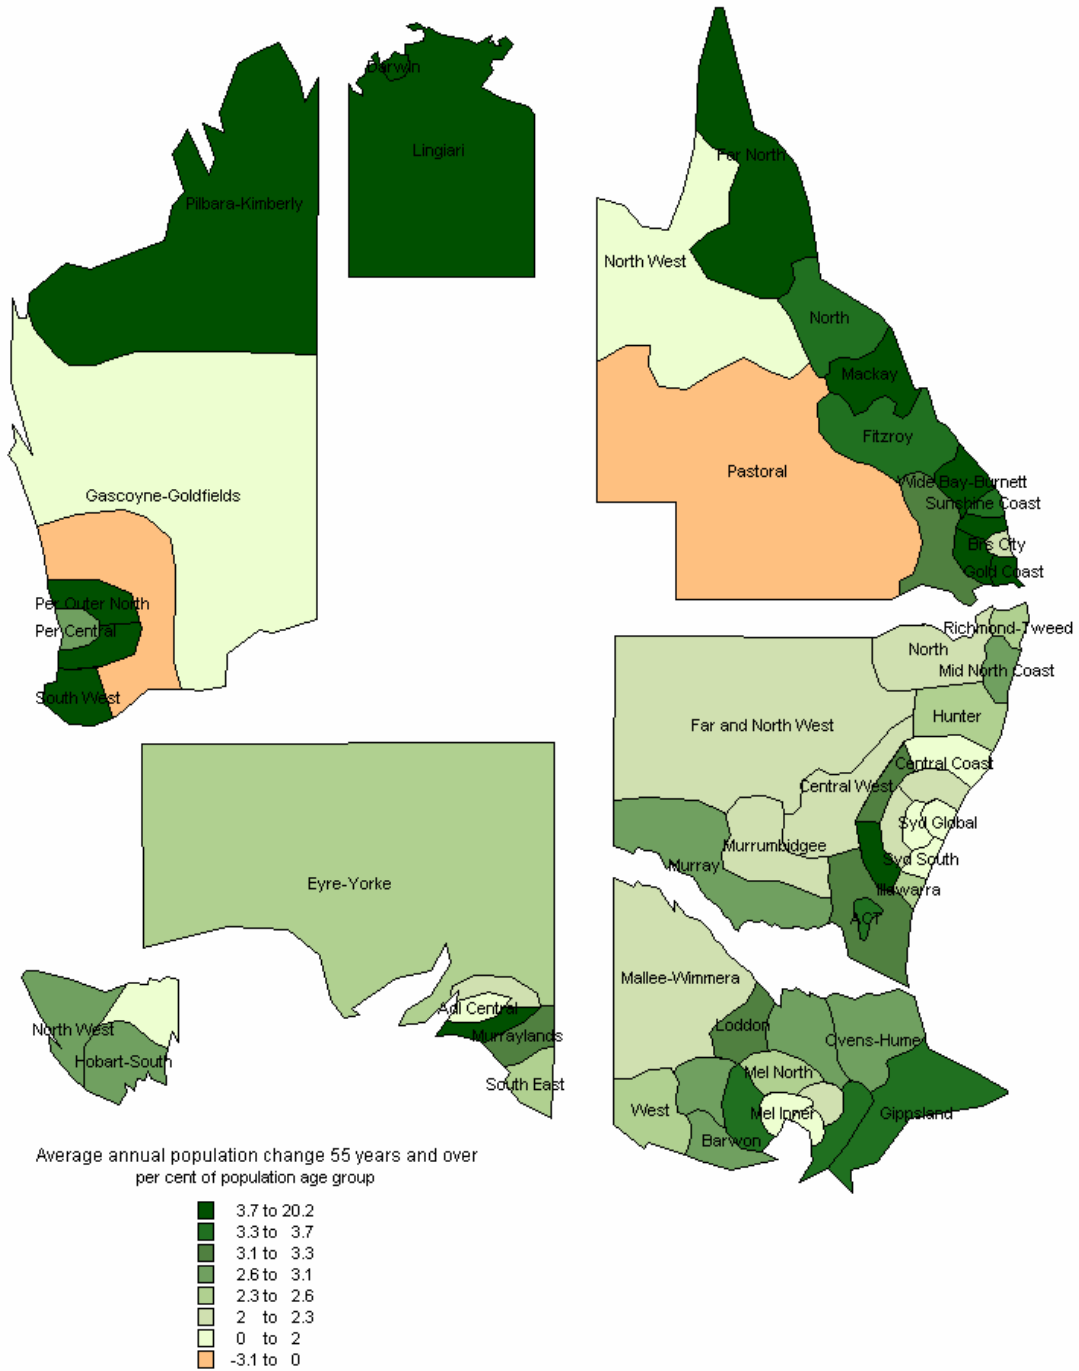 Darwin
Lingiari
Far North
Pilbara-Kimberly
North West
North
Mackay
Fitzroy
Pastoral
Wide Bay-Burnett
Gascoyne-Goldfields
Sunshine Coast
Brs City
Gold Coast
Per Outer North
Per Central
Richmond-Tweed
North
Mid North Coast
South West
Hunter
Far and North West
Central Coast
Central West
Syd Global
Murrumbidgee
Syd South
Murray
Eyre-Yorke
Illawarra
ACT
Mallee-Wimmera
Adl Central
Loddon
North West
Murraylands
Ovens-Hume
Hobart-South
Mel North
South East
West
Mel Inner
Gippsland
Barwon
Average annual population change 55 years and over
per cent of population age group
3.7 to 20.2
3.3 to 3.7
3.1 to 3.3
2.6 to 3.1
2.3 to 2.6
2 to 2.3
0 to 2
-3.1 to 0